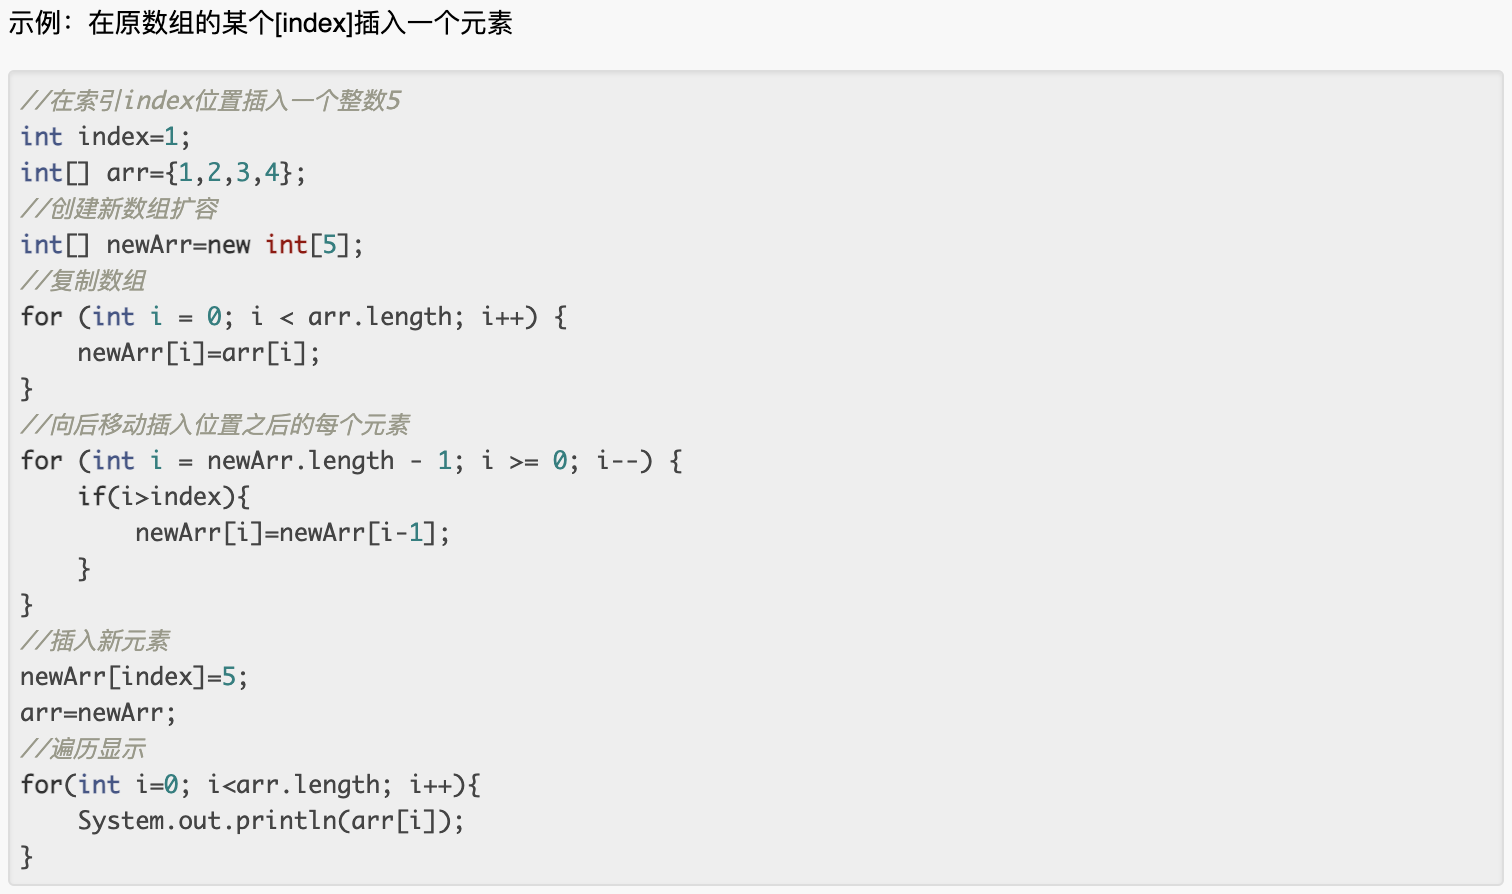 示例：在原数组的某个[index]插入一个元素
//在索引index位置插入一个整数5
int index=1;
int[] arr={1,2,3,4};
//创建新数组扩容
int[] newArr=new int[5];
//复制数组
for (int i = 0; i < arr.length; i++) {
    newArr[i]=arr[i];
}
//向后移动插入位置之后的每个元素
for (int i = newArr.length - 1; i >= 0; i--) {
    if(i>index){
        newArr[i]=newArr[i-1];
    }
}
//插入新元素
newArr[index]=5;
arr=newArr;
//遍历显示
for(int i=0; i<arr.length; i++){
    System.out.println(arr[i]);
}